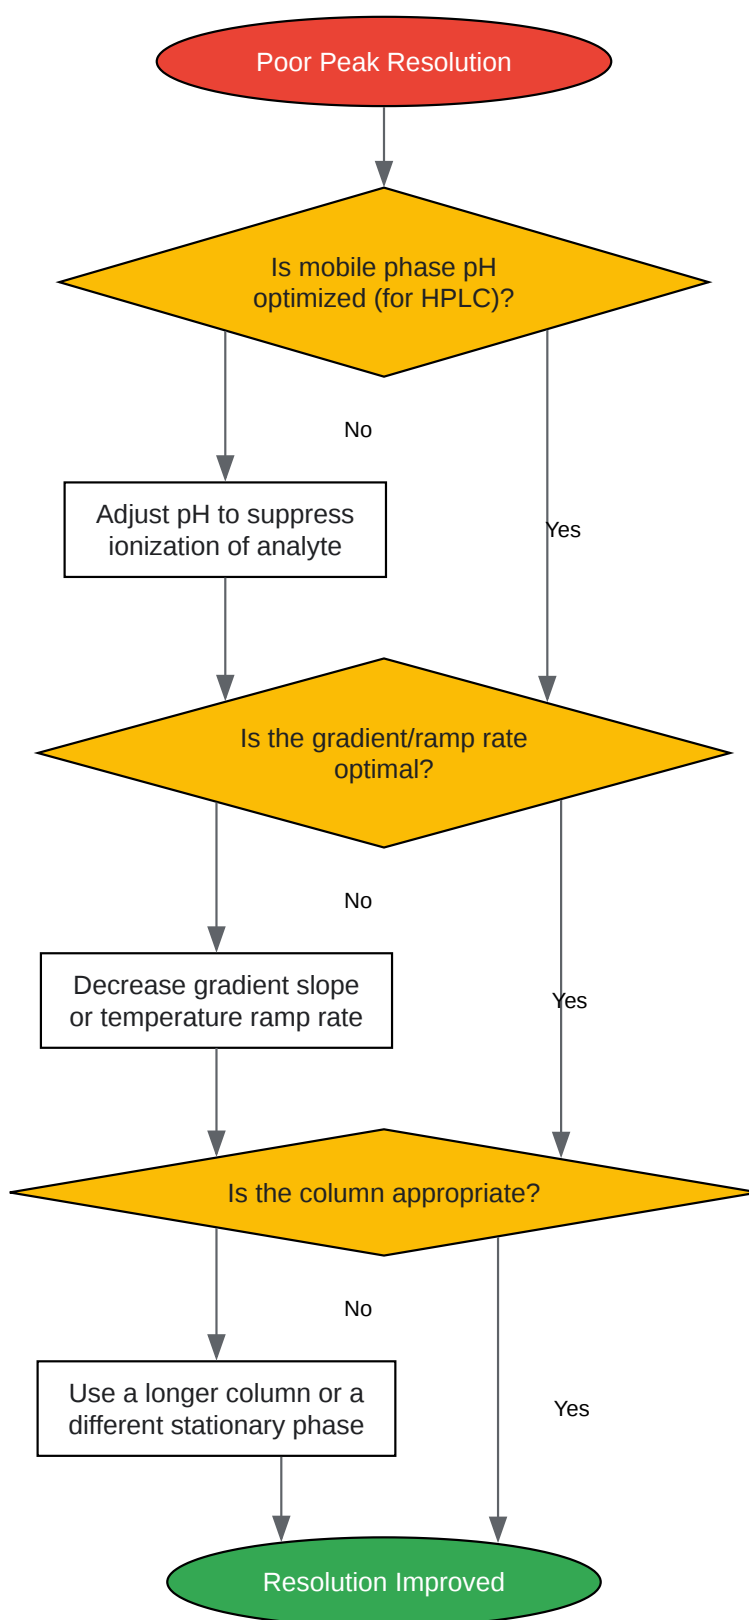 Poor Peak Resolution
Is mobile phase pH
optimized (for HPLC)?
No
Adjust pH to suppress
ionization of analyte
Yes
Is the gradient/ramp rate
optimal?
No
Decrease gradient slope
or temperature ramp rate
Yes
Is the column appropriate?
No
Use a longer column or a
different stationary phase
Yes
Resolution Improved